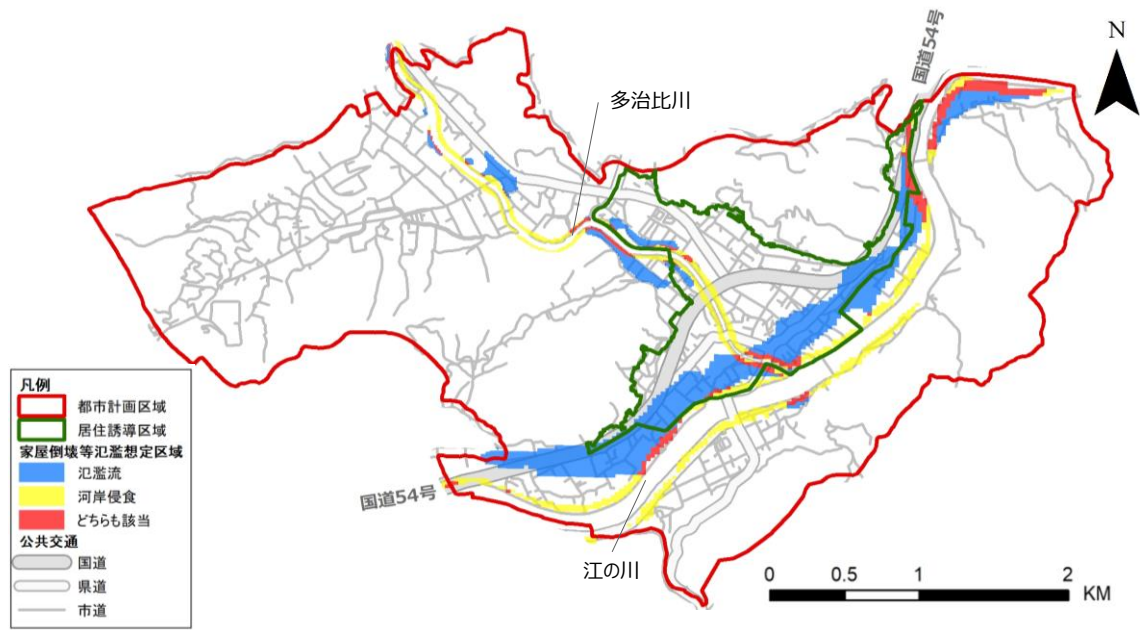 国道54号
N
多治比川
凡例
都市計画区域
居住誘導区域
家屋倒壊等氾濫想定区域
氾濫流
河岸侵食
どちらも該当
公共交通
国道
県道
市道
国道54号
江の川
0 0.5 1 2
KM